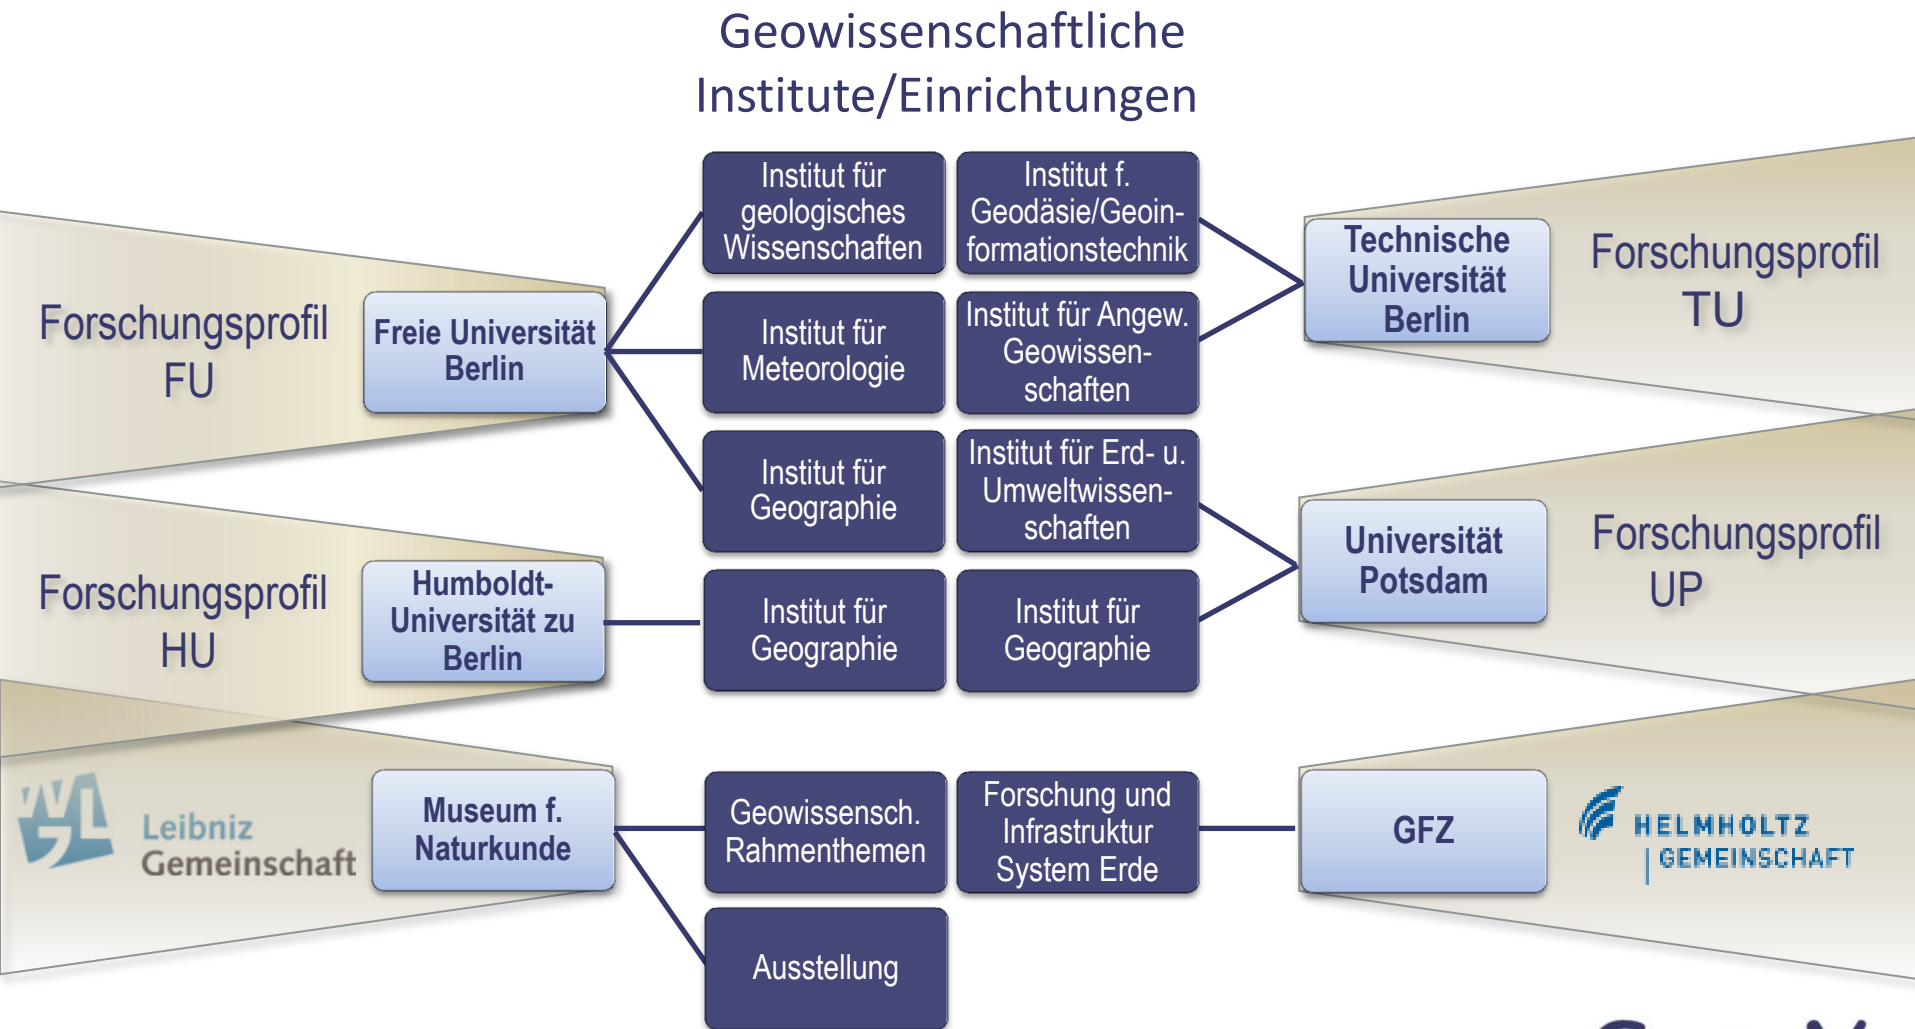 Geowissenschaftliche
Institute/Einrichtungen
Forschungsprofil
FU
Freie Universität
Berlin
Institut für
geologisches
Wissenschaften
Institut für
Meteorologie
Institut für
Geographie
Forschungsprofil
HU
Humboldt-
Universität zu
Berlin
Institut für
Geographie
Leibniz
Gemeinschaft
Museum f.
Naturkunde
Geowissensch.
Rahmenthemen
Ausstellung
Institut f.
Geodäsie/Geoin-
formationstechnik
Institut für Angew.
Geowissen-
schaften
Technische
Universität
Berlin
Forschungsprofil
TU
Institut für Erd- u.
Umweltwissen-
schaften
Institut für
Geographie
Universität
Potsdam
Forschungsprofil
UP
Forschung und
Infrastruktur
System Erde
GFZ
HELMHOLTZ
GEMEINSCHAFT